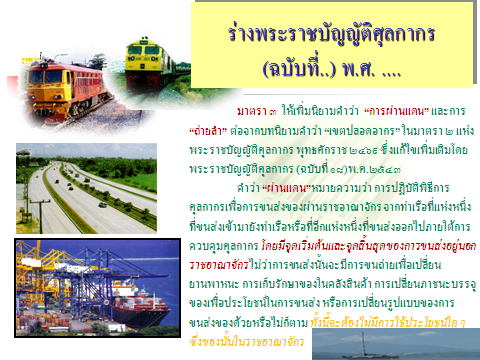 ร่างพระราชบัญญัติศุลกากร
(ฉบับที่..) พ.ศ. ....
มาตรา ๓ ให้เพิ่มนิยามคำว่า “การผ่านแดน” และการ
“ถ่ายลำ” ต่อจากบทนิยามคำว่า “เขตปลอดอากร” ในมาตรา ๒ แห่ง
พระราชบัญญัติศุลกากร พุทธศักราช ๒๔๖๙ ซึ่งแก้ไขเพิ่มเติมโดย
พระราชบัญญัติศุลกากร (ฉบับที่ ๑๘)พ.ศ.๒๕๔๓
คำว่า “ผ่านแดน”หมายความว่า การปฏิบัติพิธีการ
ศุลกากรเพื่อการขนส่งของผ่านราชอาณาจักรจากท่าหรือที่แห่งหนึ่ง
ที่ขนส่งเข้ามายังท่าหรือที่อีกแห่งหนึ่งที่ขนส่งออกไปภายใต้การ
ควบคุมศุลกากร โดยมีจุดเริ่มต้นและจุดสิ้นสุดของการขนส่งอยู่นอก
ราชอาณาจักรไม่ว่าการขนส่งนั้นจะมีการขนถ่ายเพื่อเปลี่ยน
ยานพาหนะ การเก็บรักษาของในคลังสินค้า การเปลี่ยนภาชนะบรรจุ
ของเพื่อประโยชน์ในการขนส่ง หรือการเปลี่ยนรูปแบบของการ
ขนส่งของด้วยหรือไม่ก็ตาม ทั้งนี้จะต้องไม่มีการใช้ประโยชน์ใด ๆ
ซึ่งของนั้นในราชอาณาจักร